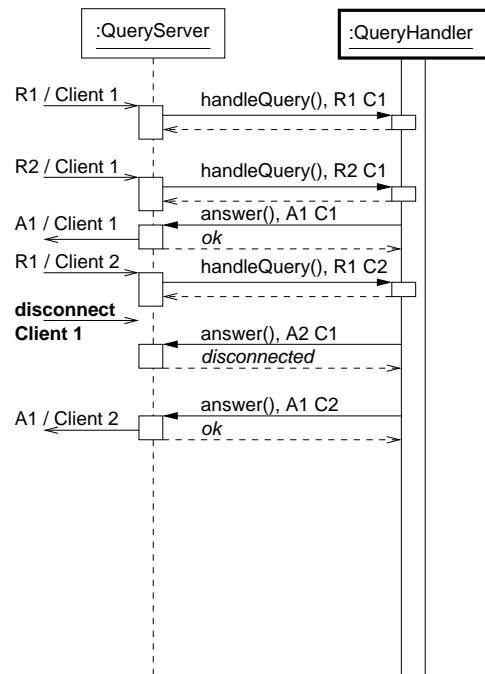 :QueryServer
:QueryHandler
R1 / Client 1
handleQuery(), R1 C1
R2 / Client 1
handleQuery(), R2 C1
answer(), A1 C1
A1 / Client 1
ok
R1 / Client 2
handleQuery(), R1 C2
disconnect
Client 1
answer(), A2 C1
disconnected
answer(), A1 C2
A1 / Client 2
ok